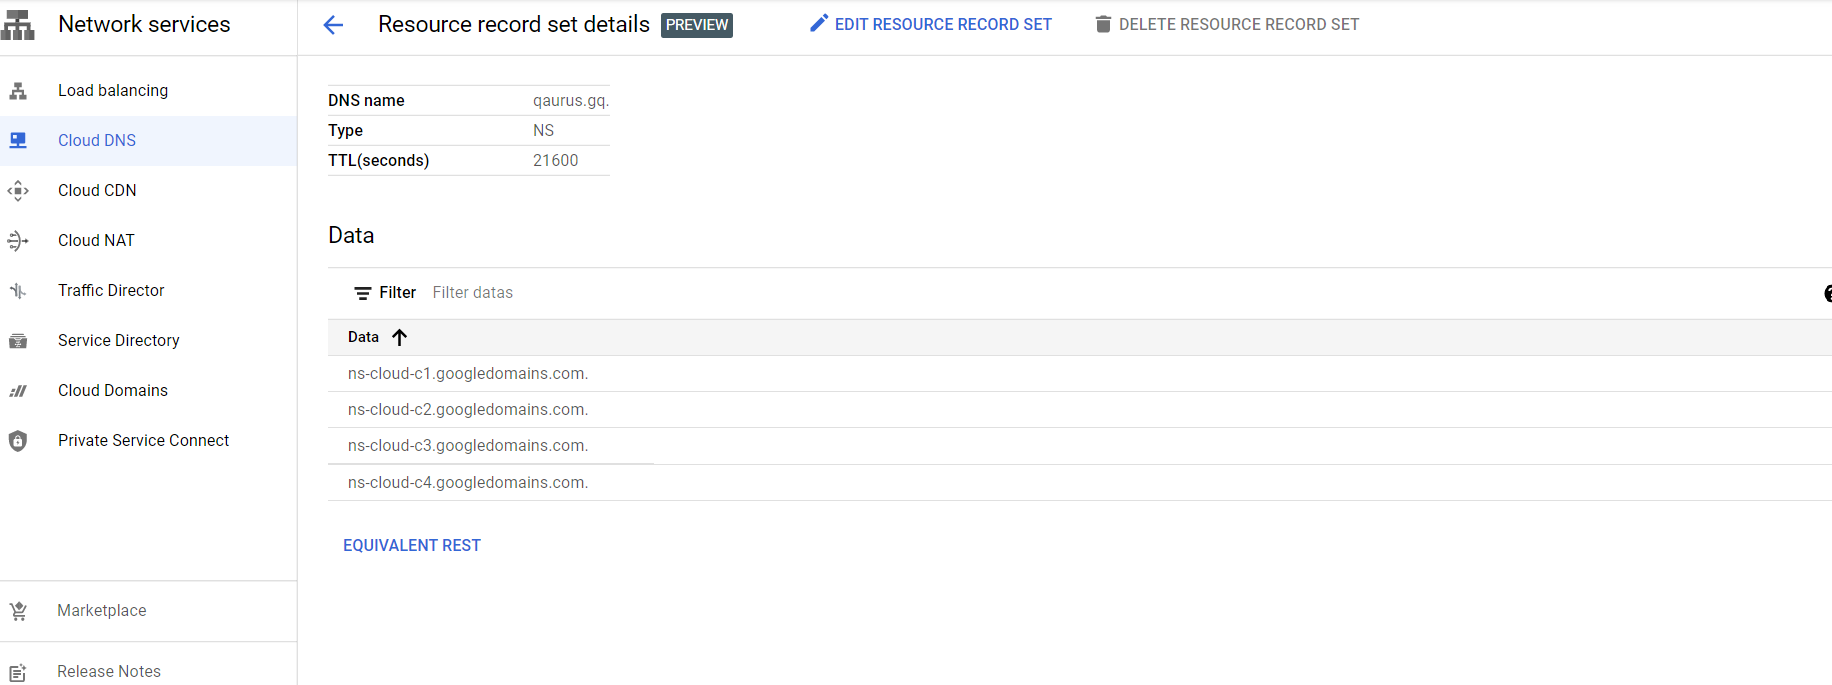 Network services
Resource record set details PREVIEW
EDIT RESOURCE RECORD SET
DELETE RESOURCE RECORD SET
Load balancing
Cloud DNS
Cloud CDN
Cloud NAT
Traffic Director
Service Directory
Cloud Domains
Private Service Connect
Marketplace
Release Notes
DNS name qaurus.gq.
Type NS
TTL(seconds) 21600
Data
Filter Filter datas
Data
ns-cloud-c1.googledomains.com.
ns-cloud-c2.googledomains.com.
ns-cloud-c3.googledomains.com.
ns-cloud-c4.googledomains.com.
EQUIVALENT REST